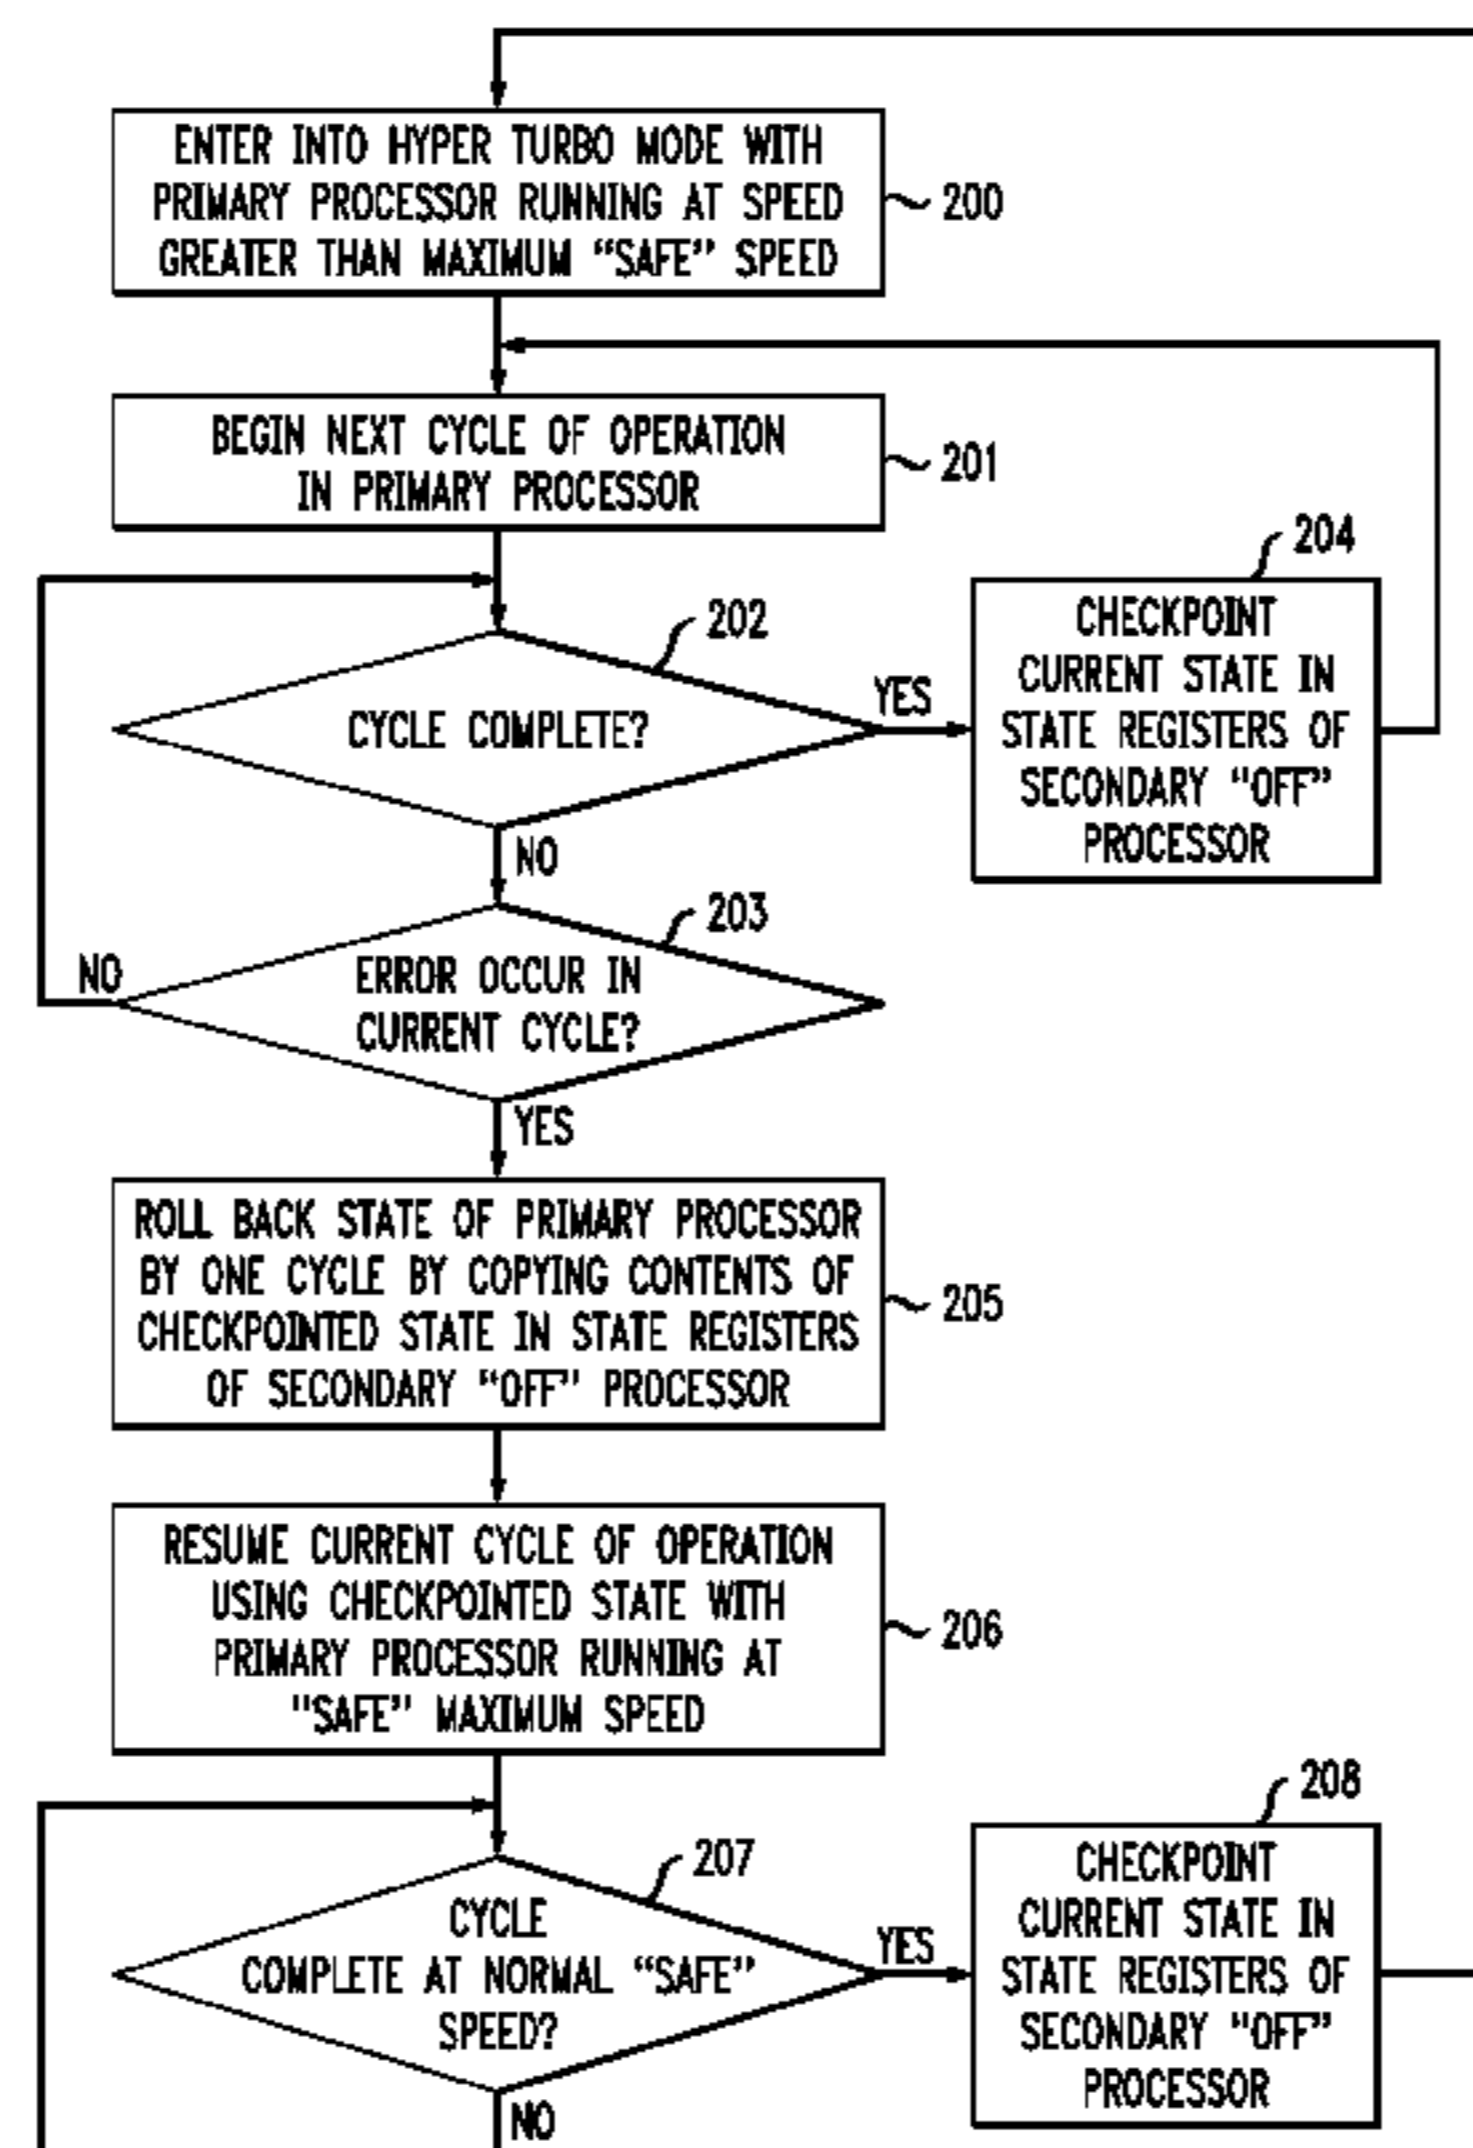 ENTER INTO HYPER TURBO MODE WITH
PRIMARY PROCESSOR RUNNING AT SPEED
GREATER THAN MAXIMUM “SAFE” SPEED
200
BEGIN NEXT CYCLE OF OPERATION
IN PRIMARY PROCESSOR
201
202
CYCLE COMPLETE?
YES
NO
204
CHECKPOINT
CURRENT STATE IN
STATE REGISTERS OF
SECONDARY "OFF”
PROCESSOR
203
ERROR OCCUR IN
CURRENT CYCLE?
NO
YES
ROLL BACK STATE OF PRIMARY PROCESSOR
BY ONE CYCLE BY COPYING CONTENTS OF
CHECKPOINTED STATE IN STATE REGISTERS
OF SECONDARY “OFF” PROCESSOR
205
RESUME CURRENT CYCLE OF OPERATION
USING CHECKPOINTED STATE WITH
PRIMARY PROCESSOR RUNNING AT
"SAFE” MAXIMUM SPEED
206
207
CYCLE
COMPLETE AT NORMAL “SAFE”
SPEED?
YES
NO
208
CHECKPOINT
CURRENT STATE IN
STATE REGISTERS OF
SECONDARY "OFF”
PROCESSOR